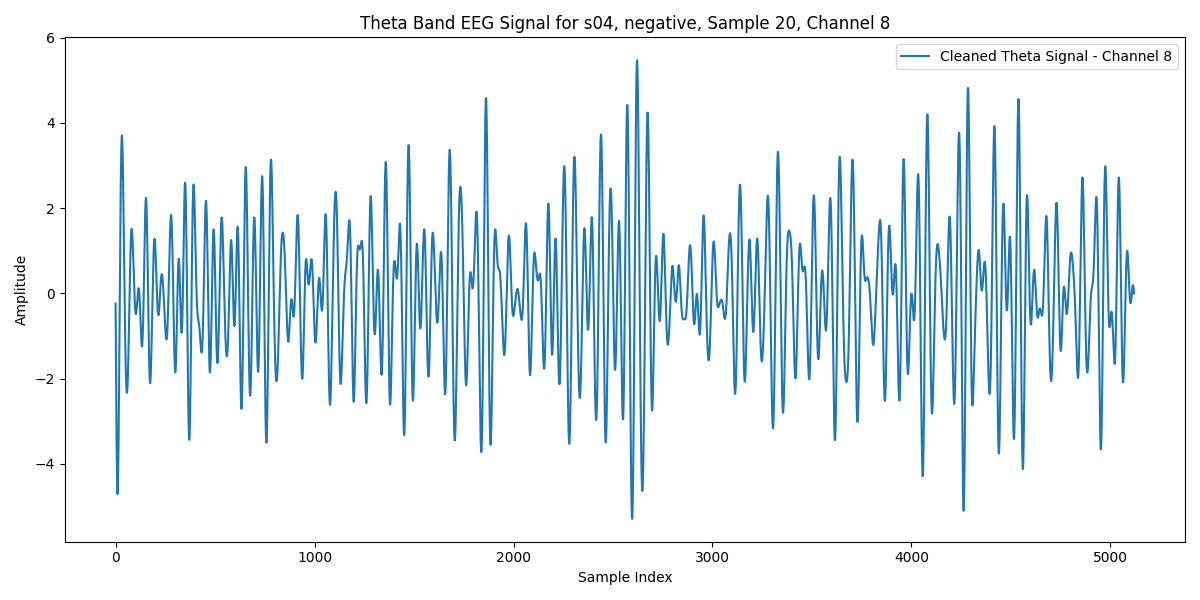 Theta Band EEG Signal for s04, negative, Sample 20, Channel 8
Cleaned Theta Signal - Channel 8
6
4
2
0
−2
−4
Amplitude
0 1000 2000 3000 4000 5000
Sample Index